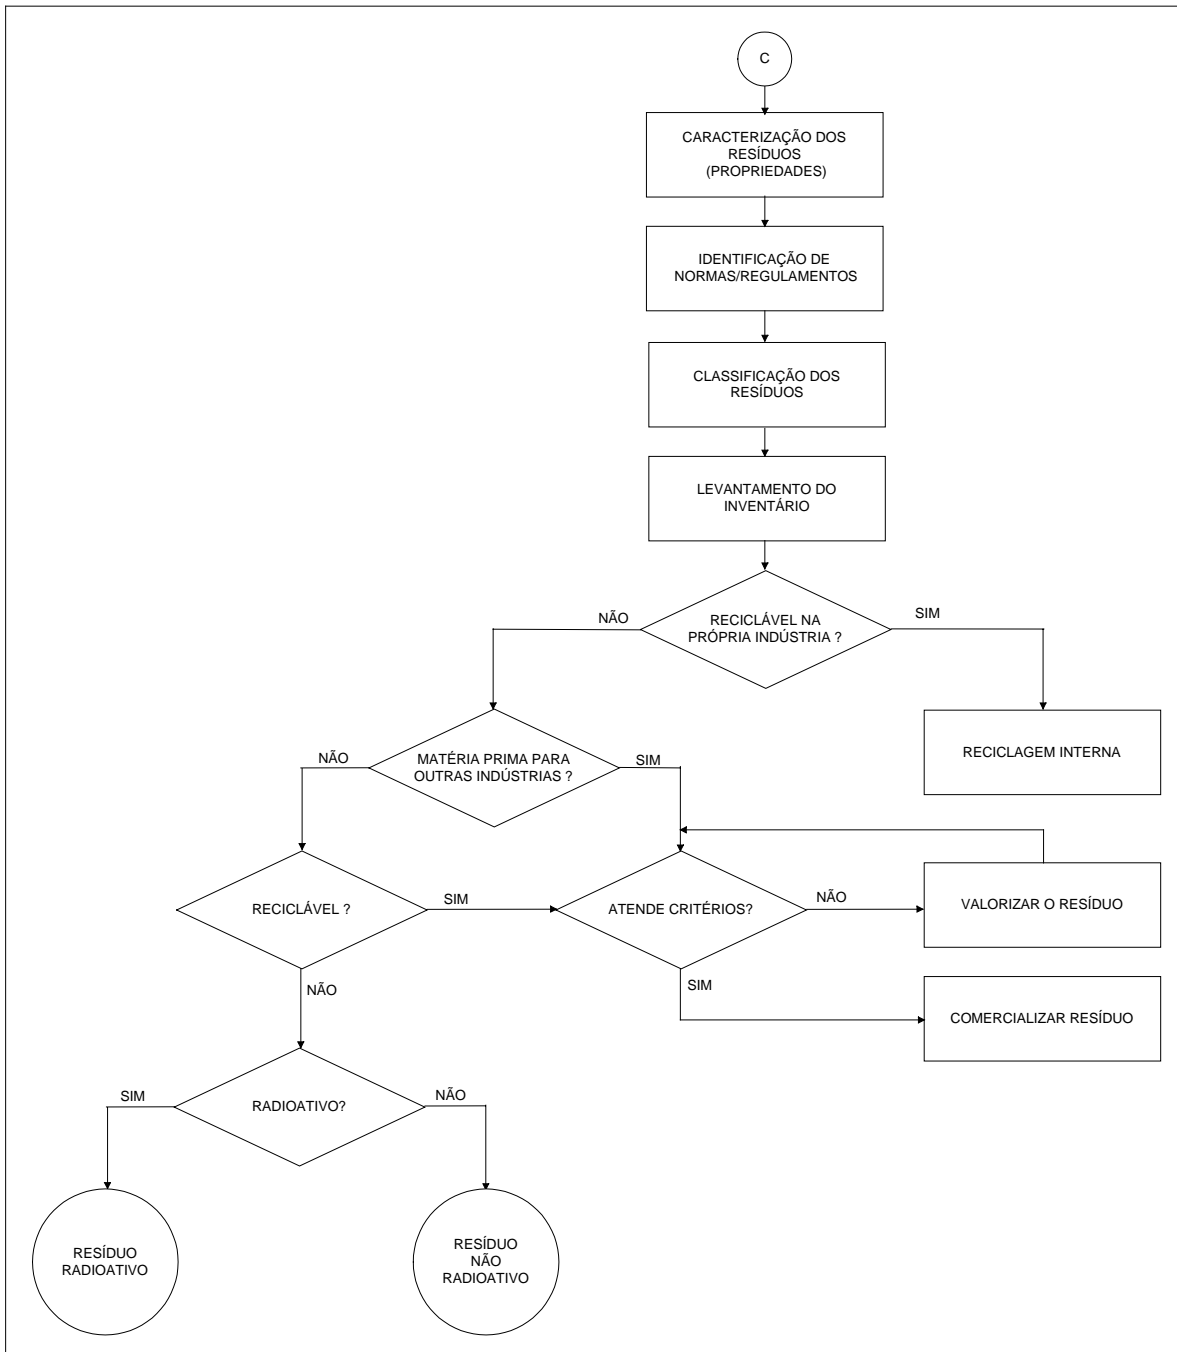 C
CARACTERIZAÇÃO DOS
RESÍDUOS
(PROPRIEDADES)
IDENTIFICAÇÃO DE
NORMAS/REGULAMENTOS
CLASSIFICAÇÃO DOS
RESÍDUOS
LEVANTAMENTO DO
INVENTÁRIO
NÃO
RECICLÁVEL NA
PRÓPRIA INDÚSTRIA ?
SIM
NÃO
MATÉRIA PRIMA PARA
OUTRAS INDÚSTRIAS ?
SIM
RECICLAGEM INTERNA
RECICLÁVEL ?
SIM
ATENDE CRITÉRIOS?
NÃO
VALORIZAR O RESÍDUO
NÃO
SIM
COMERCIALIZAR RESÍDUO
SIM
RADIOATIVO?
NÃO
RESÍDUO
RADIOATIVO
RESÍDUO
NÃO
RADIOATIVO